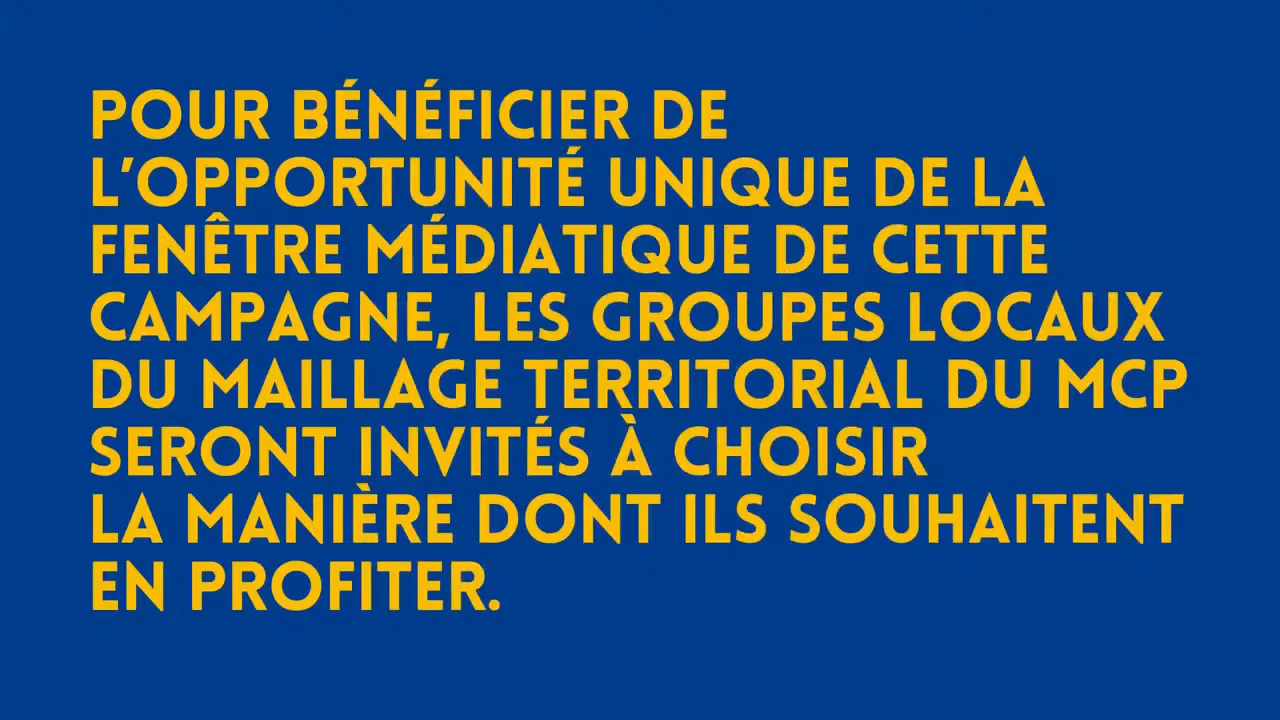 POUR BÉNÉFICIER DE
L'OPPORTUNITÉ UNIQUE DE LA
FENÊTRE MÉDIATIQUE DE CETTE
CAMPAGNE, LES GROUPES LOCAUX
DU MAILLAGE TERRITORIAL DU MCP
SERONT INVITÉS À CHOISIR
LA MANIÈRE DONT ILS SOUHAITENT
EN PROFITER.